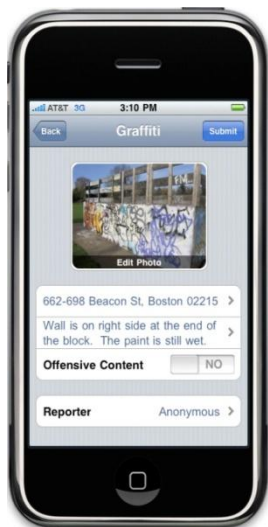 AT&T 3G 3:10 PM
Back Graffiti Submit
Edit Photo
662-698 Beacon St, Boston 02215
Wall is on right side at the end of
the block. The paint is still wet.
Offensive Content NO
Reporter Anonymous